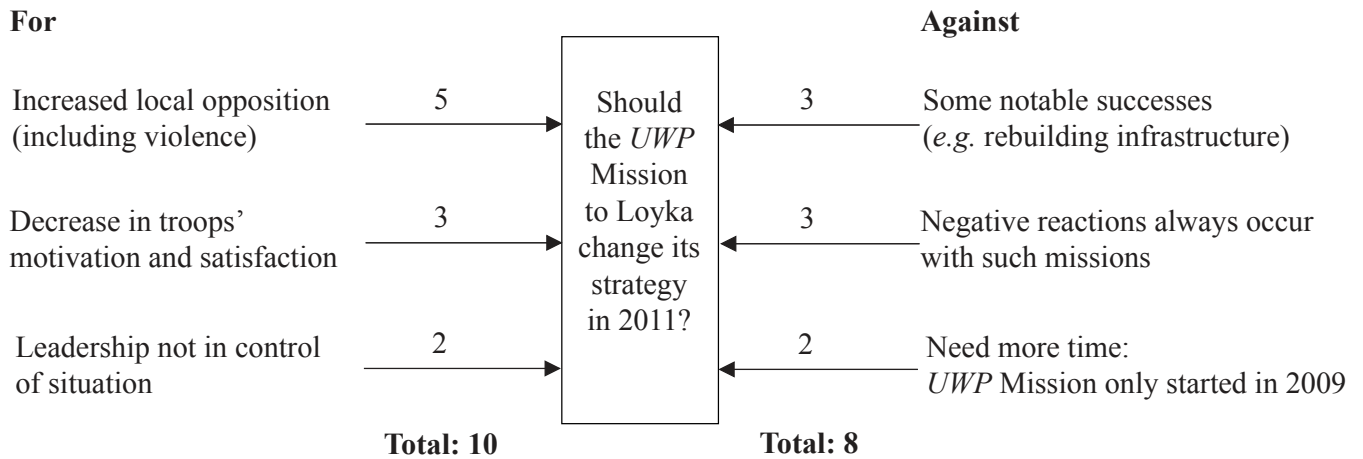 For
Against
Increased local opposition
(including violence)
5
Should
the UWP
Mission
to Loyka
change its
strategy
in 2011?
3
Some notable successes
(e.g. rebuilding infrastructure)
Decrease in troops’
motivation and satisfaction
3
3
Negative reactions always occur
with such missions
Leadership not in control
of situation
2
2
Need more time:
UWP Mission only started in 2009
Total: 10
Total: 8